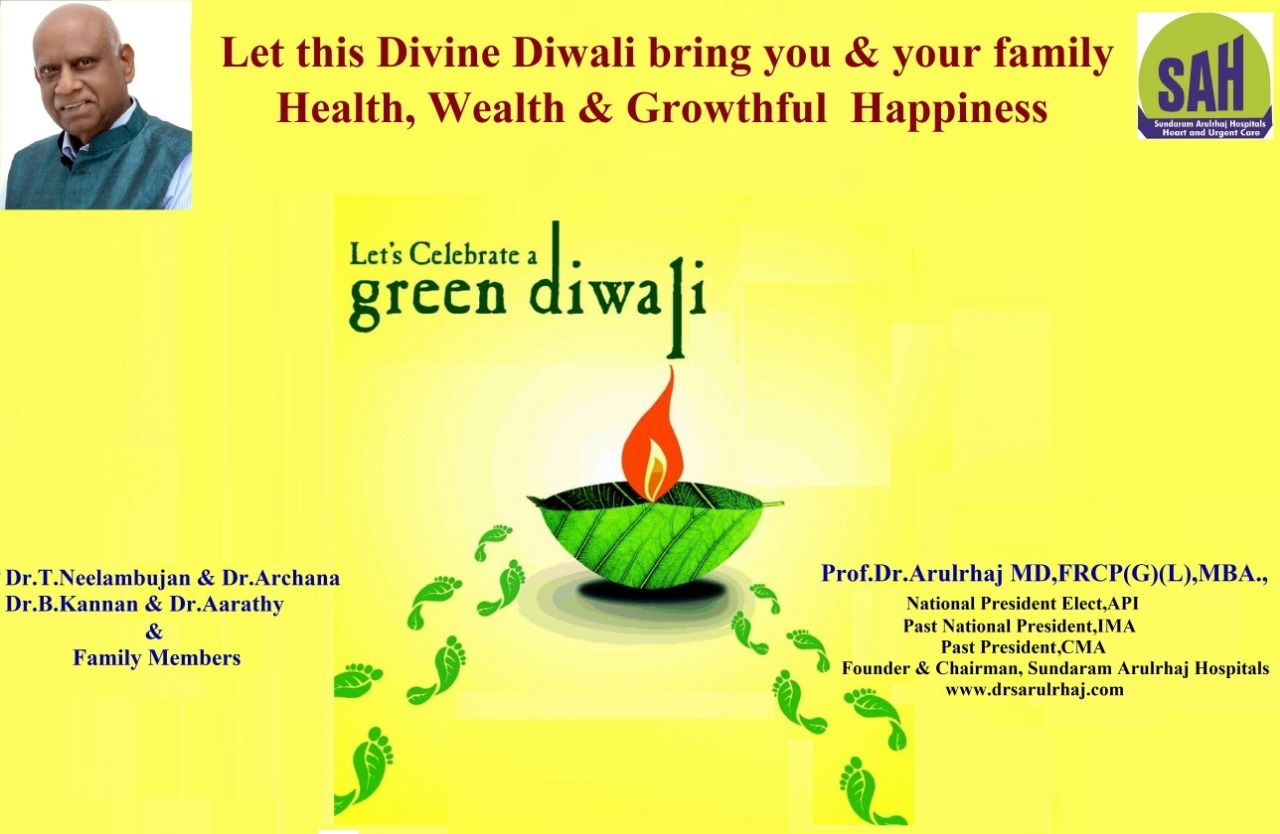 Let this Divine Diwali bring you & your family
Health, Wealth & Growthful Happiness
SAH
Sundaram Arulrhaj Hospitals
Heart and Urgent Care
Let's Celebrate a
green diwali
Dr.T.Neelambujan & Dr.Archana
Dr.B.Kannan & Dr.Aarathy
&
Family Members
Prof.Dr.Arulrhaj MD,FRCP(G)(L),MBA.,
National President Elect,API
Past National President,IMA
Past President,CMA
Founder & Chairman, Sundaram Arulrhaj Hospitals
www.drsarulrhaj.com